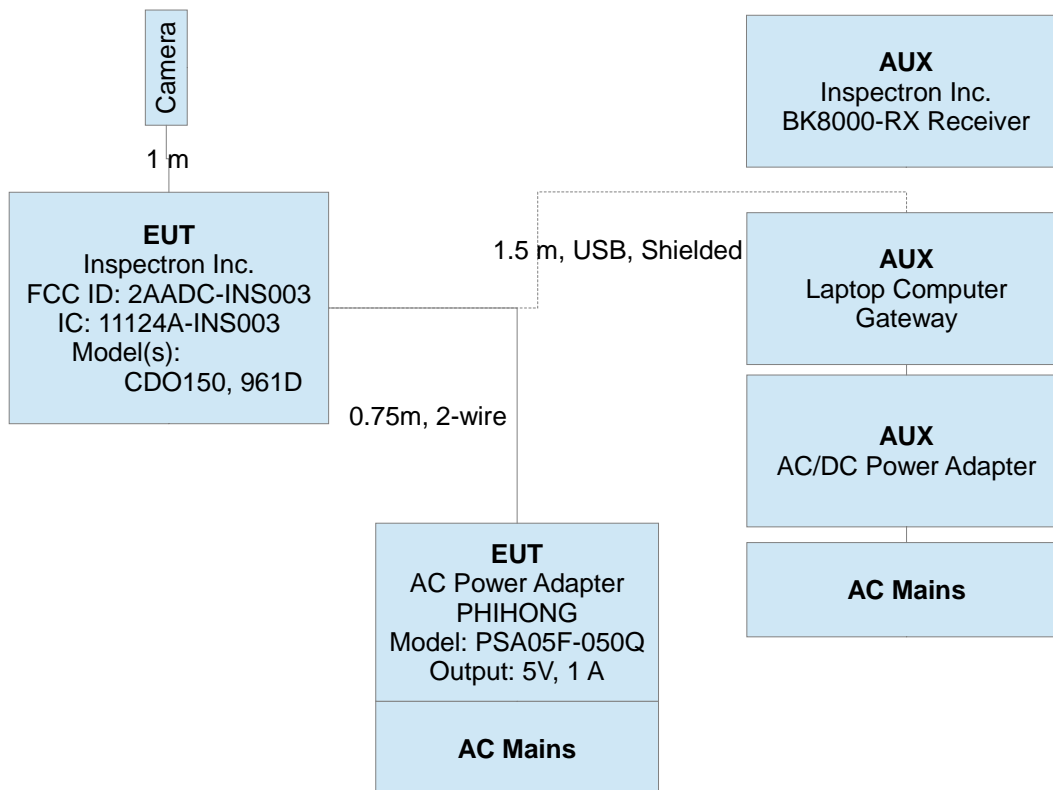 Camera
1 m
EUT
Inspectron Inc.
FCC ID: 2AADC-INS003
IC: 11124A-INS003
Model(s):
CDO150, 961D
1.5 m, USB, Shielded
0.75m, 2-wire
EUT
AC Power Adapter
PHIHONG
Model: PSA05F-050Q
Output: 5V, 1 A
AC Mains
AUX
Inspectron Inc.
BK8000-RX Receiver
AUX
Laptop Computer
Gateway
AUX
AC/DC Power Adapter
AC Mains